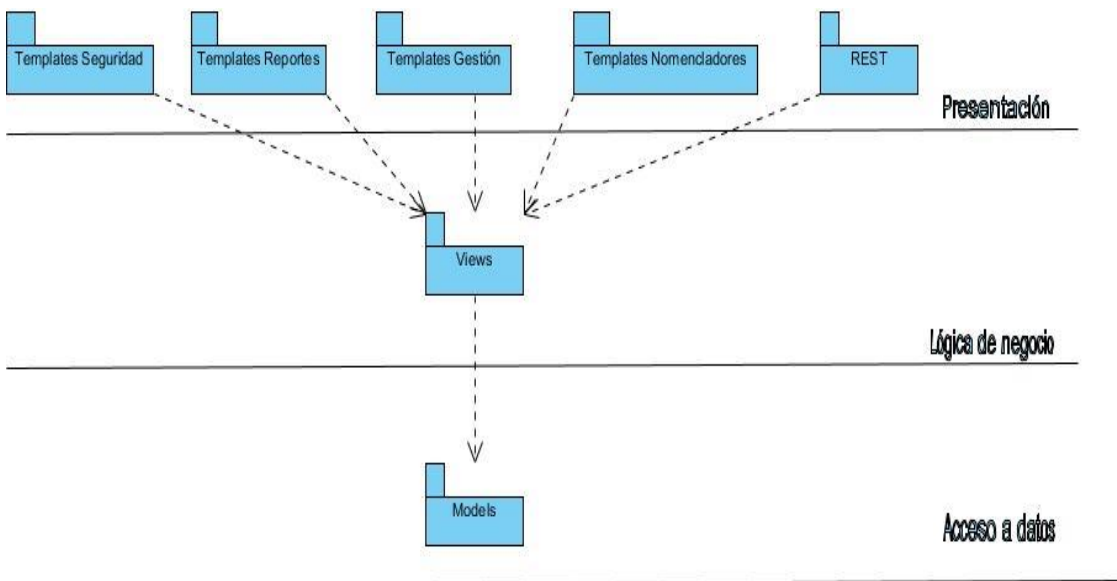 Templates Seguridad
Templates Reportes
Templates Gestión
Templates Nomencladores
REST
Presentación
Views
Lógica de negocio
Models
Acceso a datos